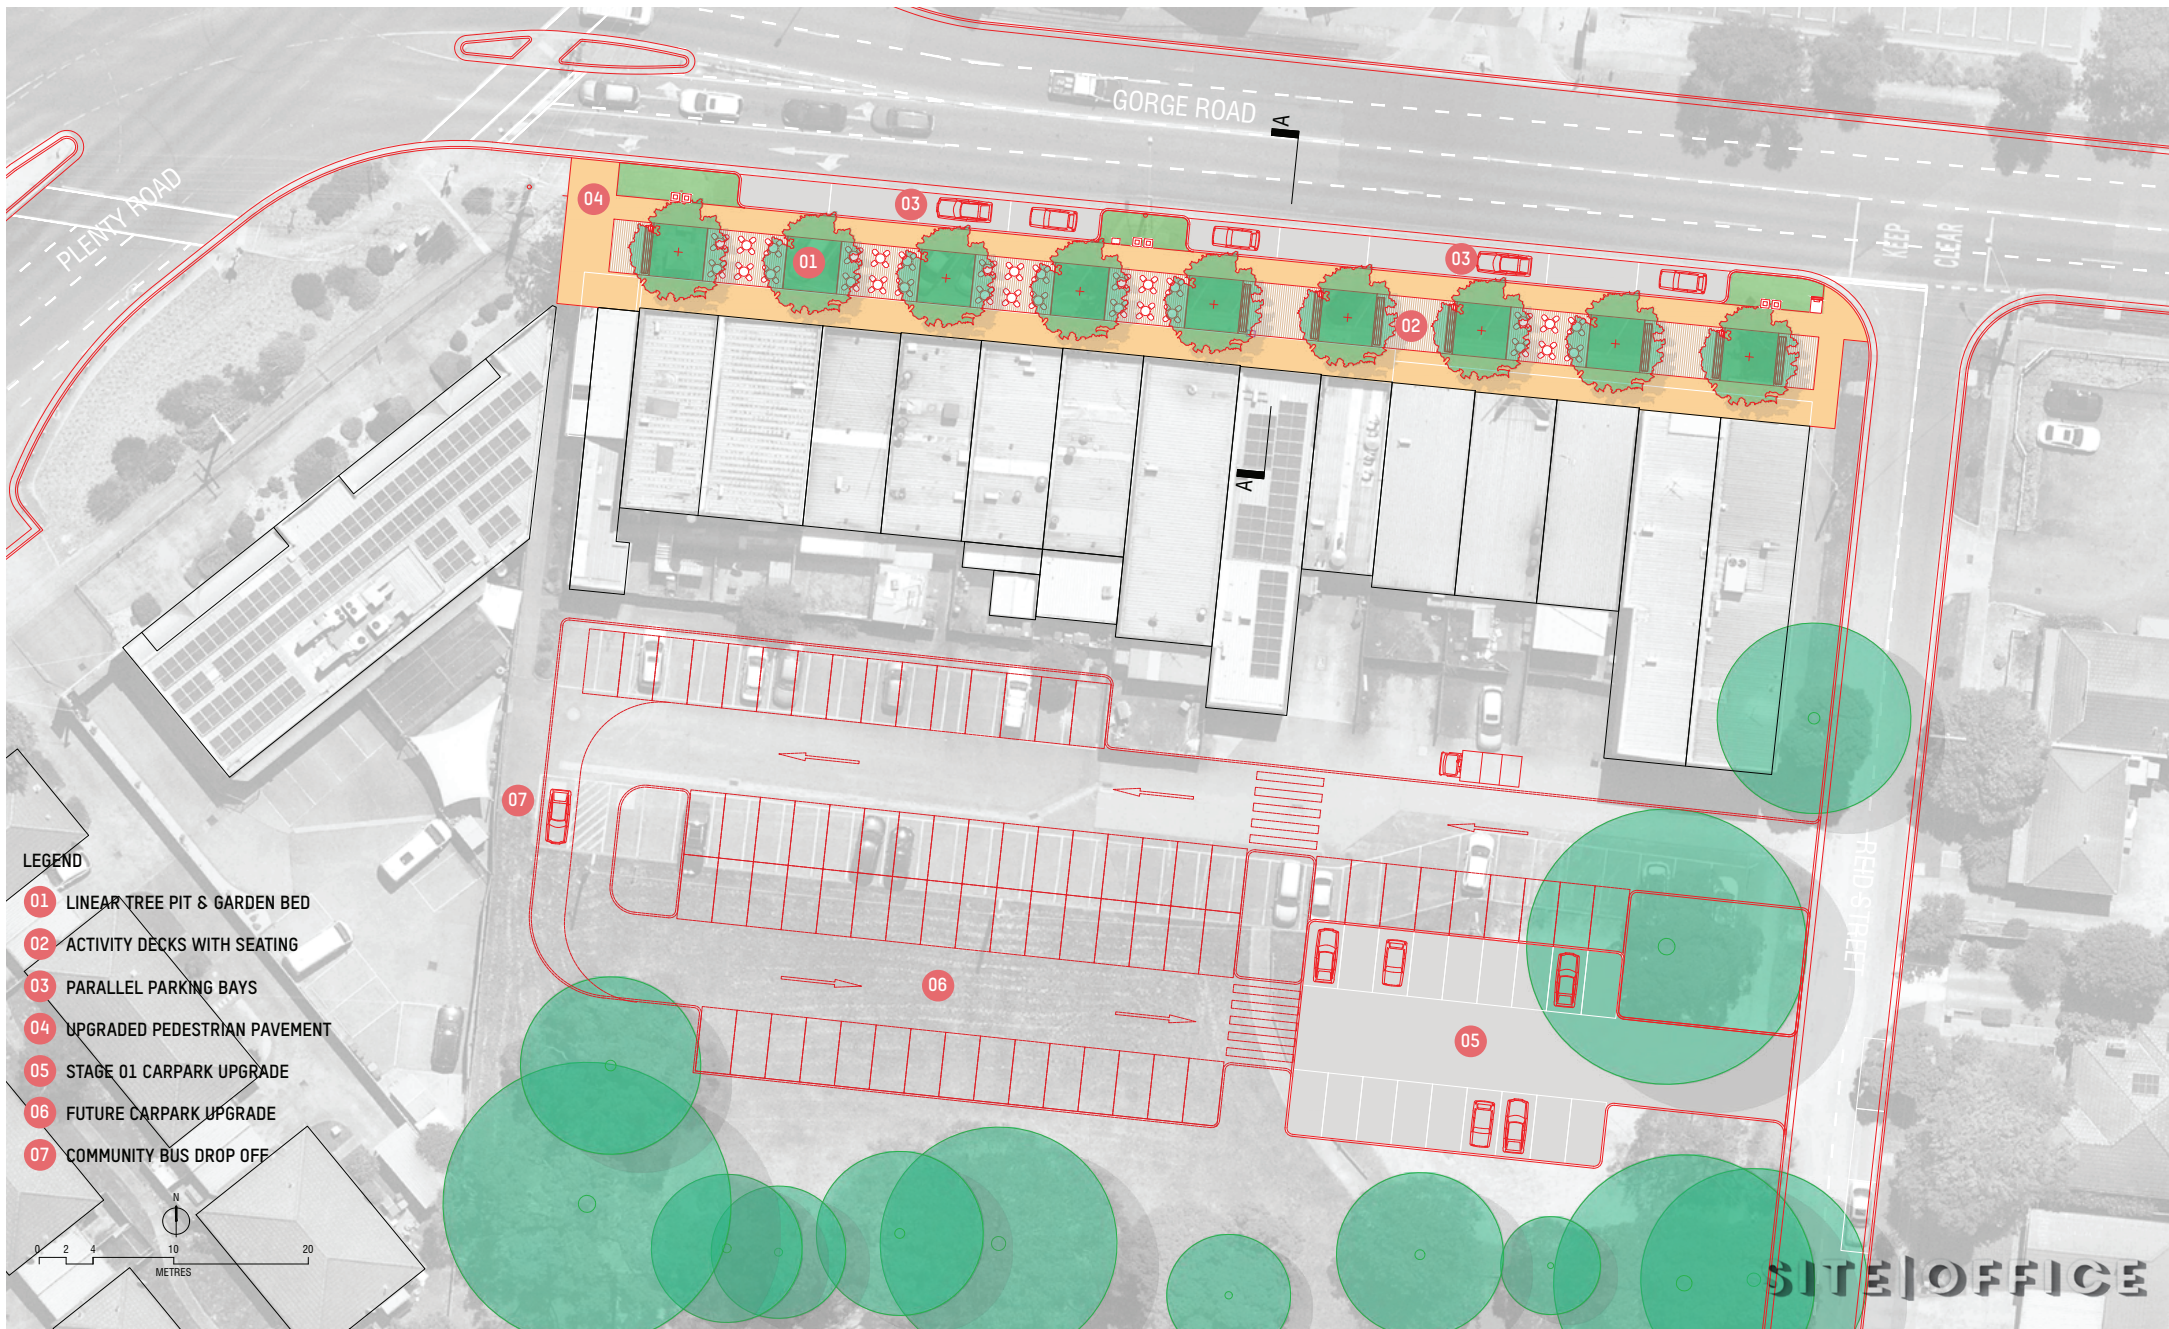 GORGE ROAD
A
PLENTY ROAD
04
03
KEEP
CLEAR
01
03
02
A
07
06
05
REID STREET
LEGEND
01 LINEAR TREE PIT & GARDEN BED
02 ACTIVITY DECKS WITH SEATING
03 PARALLEL PARKING BAYS
04 UPGRADED PEDESTRIAN PAVEMENT
05 STAGE 01 CARPARK UPGRADE
06 FUTURE CARPARK UPGRADE
07 COMMUNITY BUS DROP OFF
N
0 2 4 10 20
METRES
SITE|OFFICE